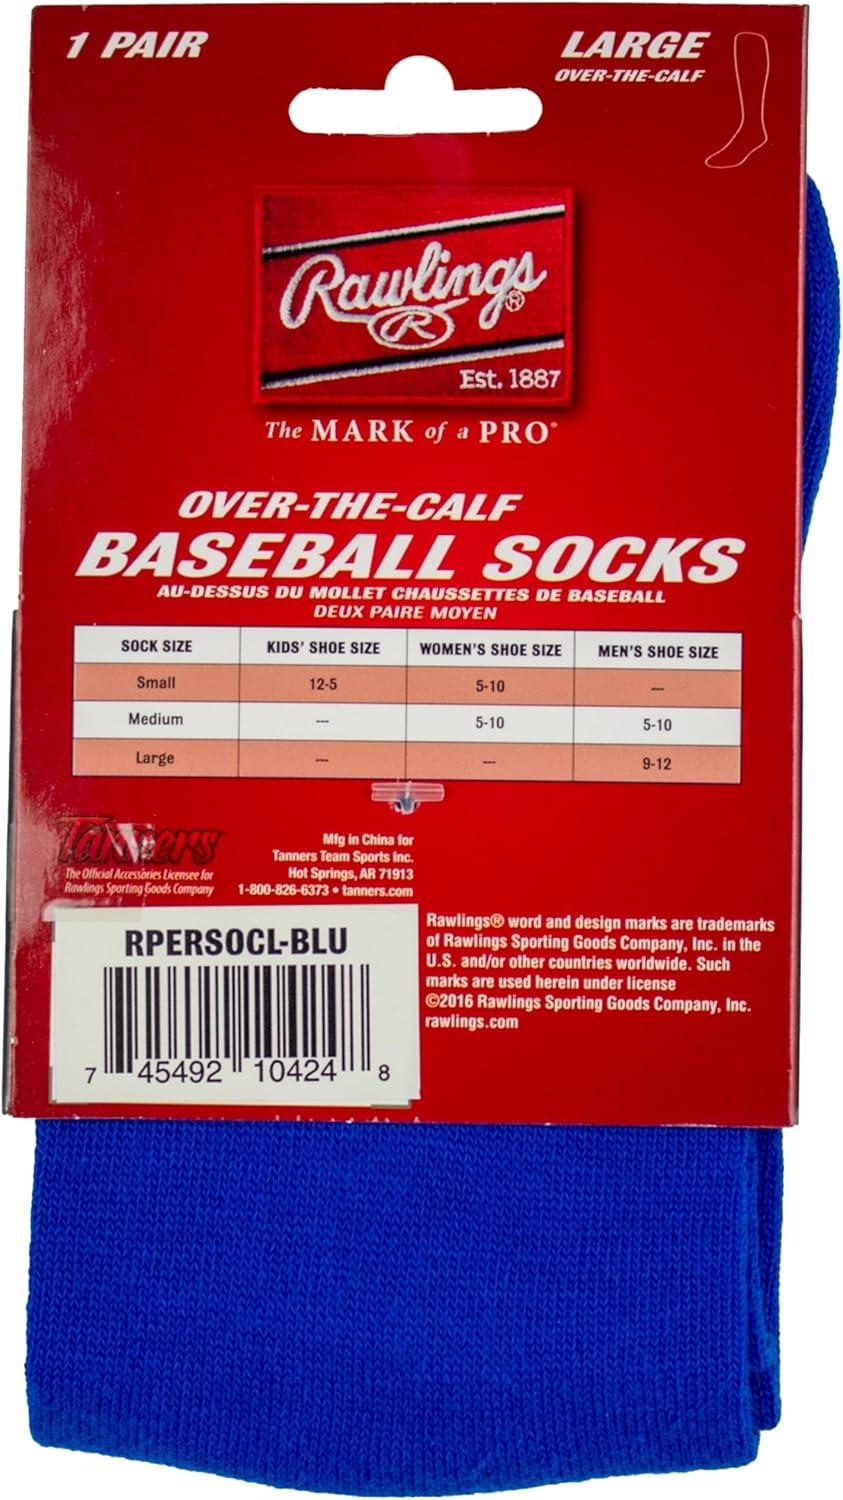 1 PAIR
LARGE
OVER-THE-CALF
Rawlings®
R
Est. 1887
The MARK of a PRO®
OVER-THE-CALF
BASEBALL SOCKS
AU-DESSUS DU MOLLET CHAUSSETTES DE BASEBALL
DEUX PAIRE MOYEN
SOCK SIZE KIDS' SHOE SIZE WOMEN'S SHOE SIZE MEN'S SHOE SIZE
Small 12-5 5-10 ---
Medium --- 5-10 5-10
Large --- --- 9-12
Tanners
The Official Accessories Licensee for
Rawlings Sporting Goods Company
Mfg in China for
Tanners Team Sports Inc.
Hot Springs, AR 71913
1-800-826-6373 • tanners.com
RPERSOCL-BLU
7 45492 10424 8
Rawlings® word and design marks are trademarks
of Rawlings Sporting Goods Company, Inc. in the
U.S. and/or other countries worldwide. Such
marks are used herein under license
©2016 Rawlings Sporting Goods Company, Inc.
rawlings.com